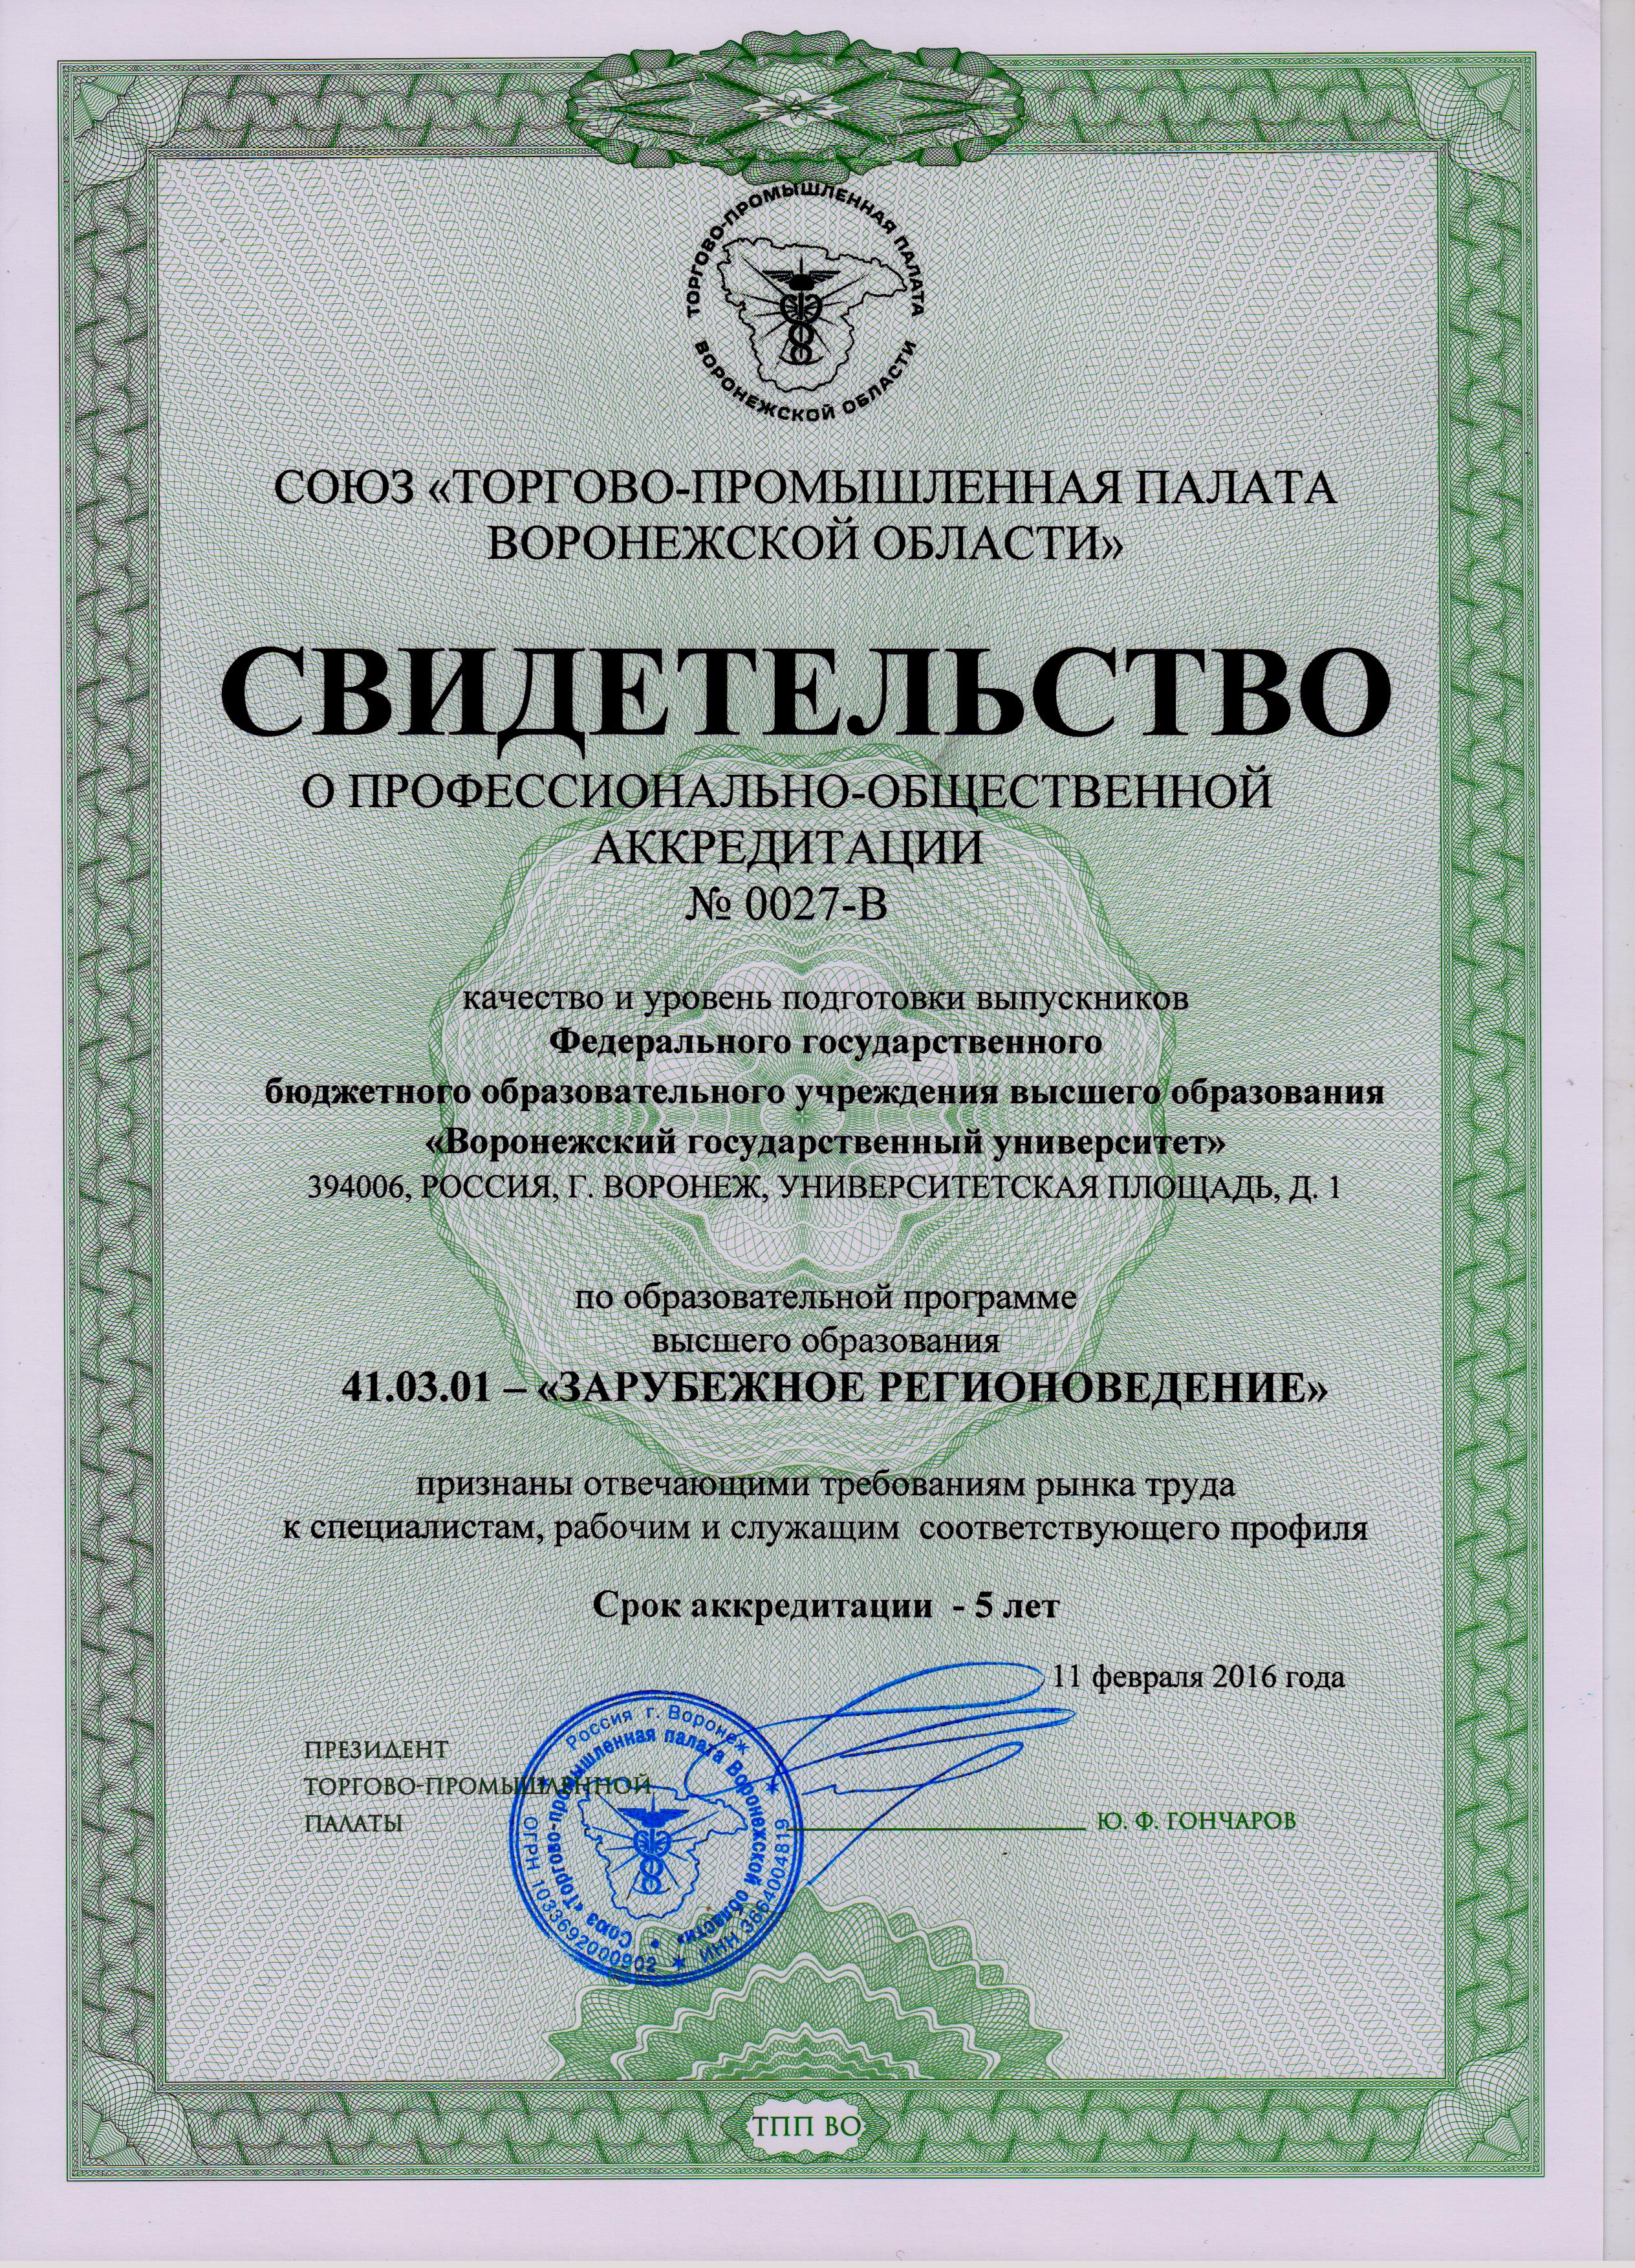 ТОРГОВО-ПРОМЫШЛЕННАЯ ПАЛАТА
ВОРОНЕЖСКОЙ ОБЛАСТИ
СОЮЗ «ТОРГОВО-ПРОМЫШЛЕННАЯ ПАЛАТА
ВОРОНЕЖСКОЙ ОБЛАСТИ»
СВИДЕТЕЛЬСТВО
О ПРОФЕССИОНАЛЬНО-ОБЩЕСТВЕННОЙ
АККРЕДИТАЦИИ
№ 0027-В
качество и уровень подготовки выпускников
Федерального государственного
бюджетного образовательного учреждения высшего образования
«Воронежский государственный университет»
394006, РОССИЯ, Г. ВОРОНЕЖ, УНИВЕРСИТЕТСКАЯ ПЛОЩАДЬ, Д. 1
по образовательной программе
высшего образования
41.03.01 – «ЗАРУБЕЖНОЕ РЕГИОНОВЕДЕНИЕ»
признаны отвечающими требованиям рынка труда
к специалистам, рабочим и служащим соответствующего профиля
Срок аккредитации - 5 лет
11 февраля 2016 года
ПРЕЗИДЕНТ
ТОРГОВО-ПРОМЫШЛЕННОЙ
ПАЛАТЫ
Ю. Ф. ГОНЧАРОВ
Россия г. Воронеж
ОГРН 1033692000902 ★ ИНН 3664004819
Союз «Торгово-промышленная палата Воронежской области»
ТПП ВО